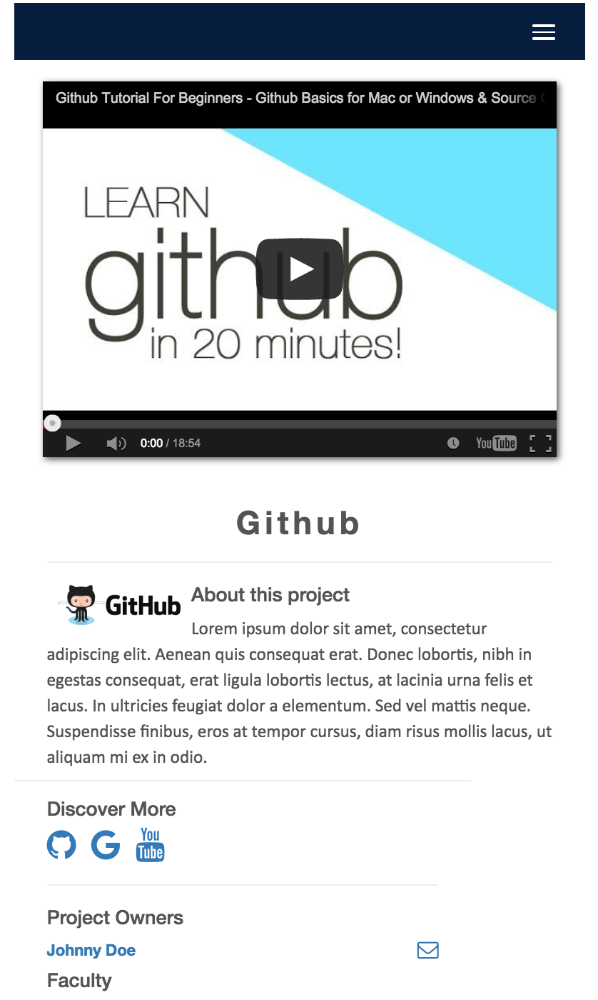 Github Tutorial For Beginners - Github Basics for Mac or Windows & Source
LEARN
github
in 20 minutes!
0:00 / 18:54
YouTube
Github
GitHub
About this project
Lorem ipsum dolor sit amet, consectetur
adipiscing elit. Aenean quis consequat erat. Donec lobortis, nibh in
egestas consequat, erat ligula lobortis lectus, at lacinia urna felis et
lacus. In ultricies feugiat dolor a elementum. Sed vel mattis neque.
Suspendisse finibus, eros at tempor cursus, diam risus mollis lacus, ut
aliquam mi ex in odio.
Discover More
G
You
Tube
Project Owners
Johnny Doe
Faculty